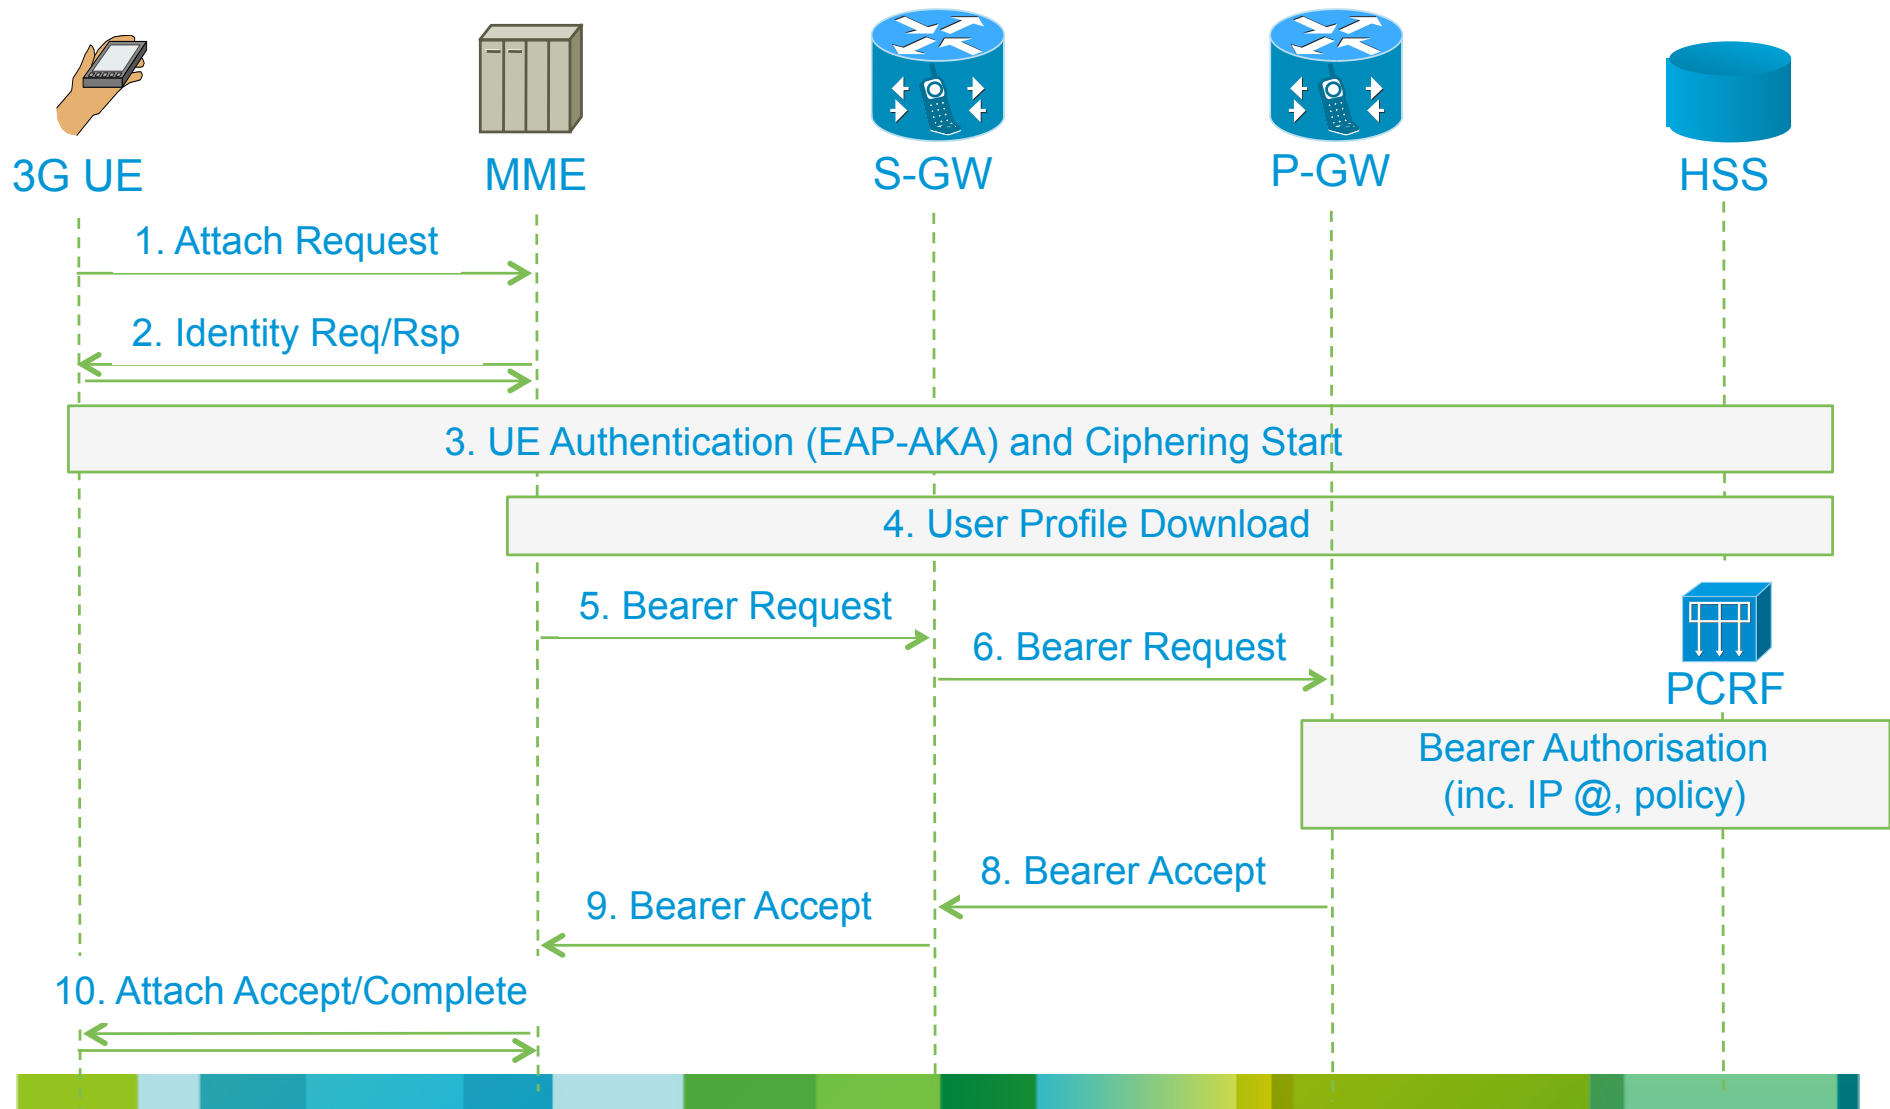 3G UE
MME
S-GW
P-GW
HSS
1. Attach Request
2. Identity Req/Rsp
3. UE Authentication (EAP-AKA) and Ciphering Start
4. User Profile Download
5. Bearer Request
6. Bearer Request
PCRF
Bearer Authorisation
(inc. IP @, policy)
8. Bearer Accept
9. Bearer Accept
10. Attach Accept/Complete